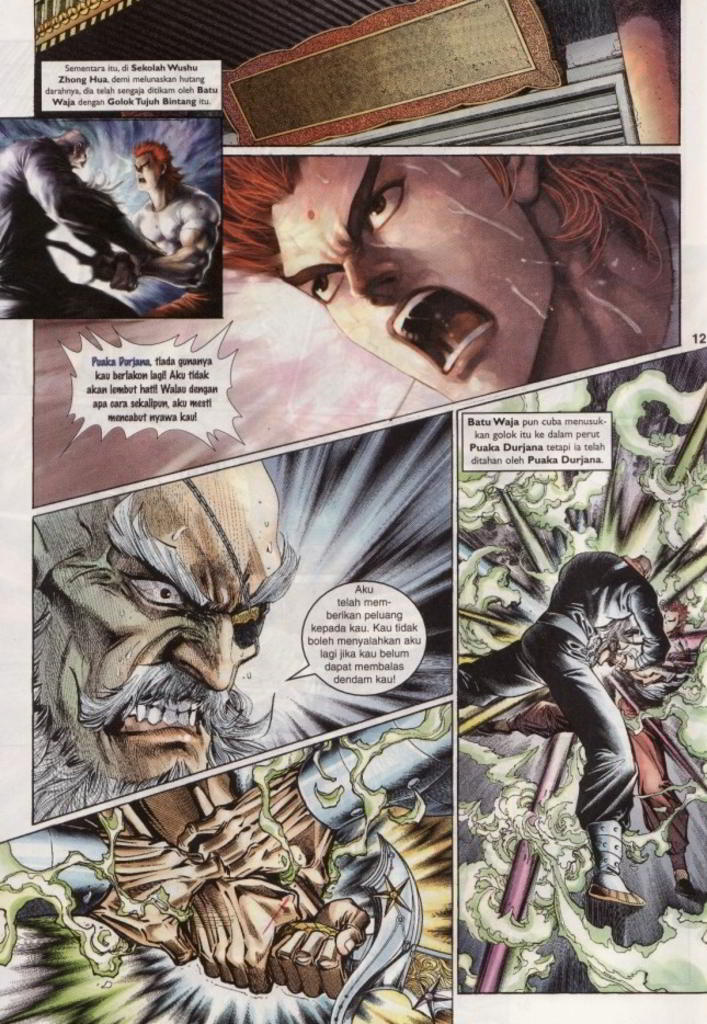 Sementara itu, di Sekolah Wushu
Zhong Hua, demi melunaskan hutang
darahnya, dia telah sengaja ditikam oleh Batu
Waja dengan Golok Tujuh Bintang itu.
Puaka Durjana, tiada gunanya
kau berlakon lagi! Aku tidak
akan lembut hati! Walau dengan
apa cara sekalipun, aku mesti
mencabut nyawa kau!
12
Batu Waja pun cuba menusuk-
kan golok itu ke dalam perut
Puaka Durjana tetapi ia telah
ditahan oleh Puaka Durjana.
Aku
telah mem-
berikan peluang
kepada kau. Kau tidak
boleh menyalahkan aku
lagi jika kau belum
dapat membalas
dendam kau!